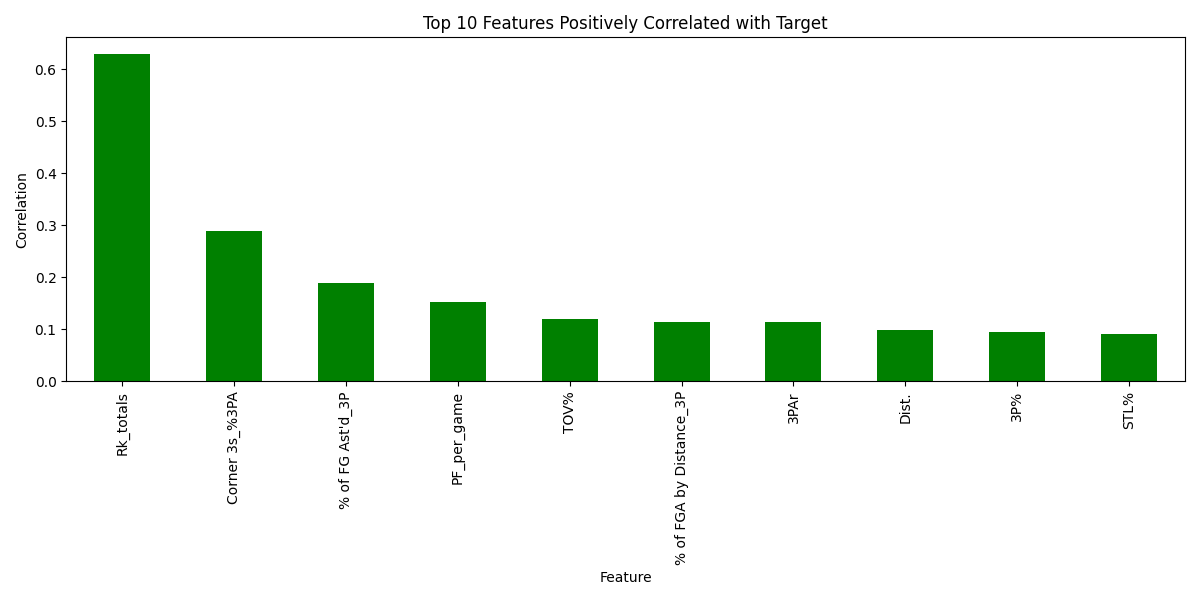 Top 10 Features Positively Correlated with Target
Correlation
0.6
0.5
0.4
0.3
0.2
0.1
0.0
Rk_totals
Corner 3s_%3PA
% of FG Ast'd_3P
PF_per_game
TOV%
% of FGA by Distance_3P
3PAr
Dist.
3P%
STL%
Feature